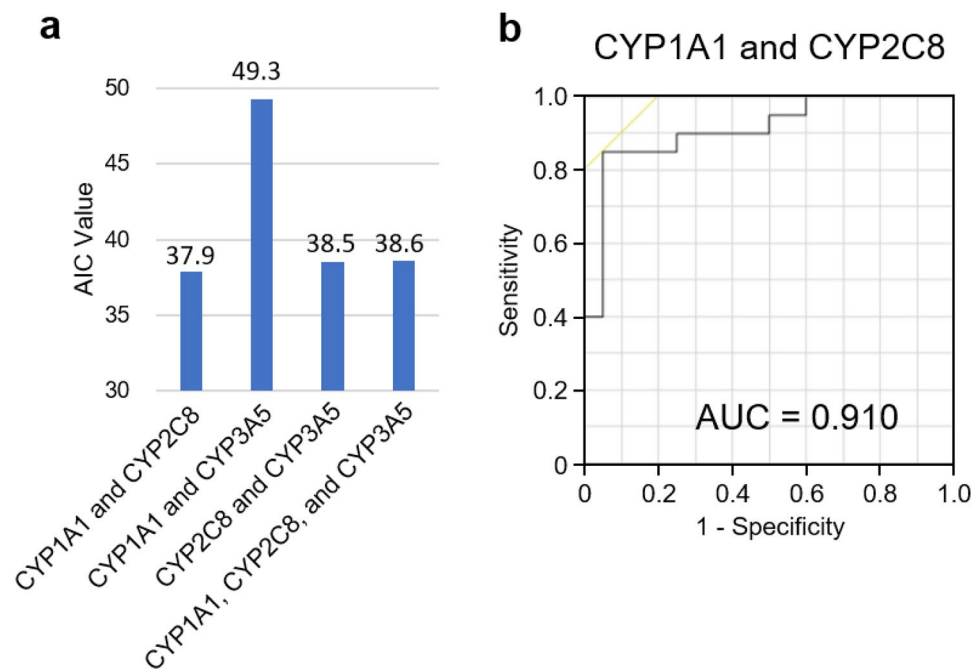 a
AIC Value
50
45
40
35
30
37.9
49.3
38.5
38.6
CYP1A1 and CYP2C8
CYP1A1 and CYP3A5
CYP2C8 and CYP3A5
CYP1A1, CYP2C8, and CYP3A5
b
CYP1A1 and CYP2C8
Sensitivity
1.0
0.8
0.6
0.4
0.2
0
AUC = 0.910
0 0.2 0.4 0.6 0.8 1.0
1 - Specificity